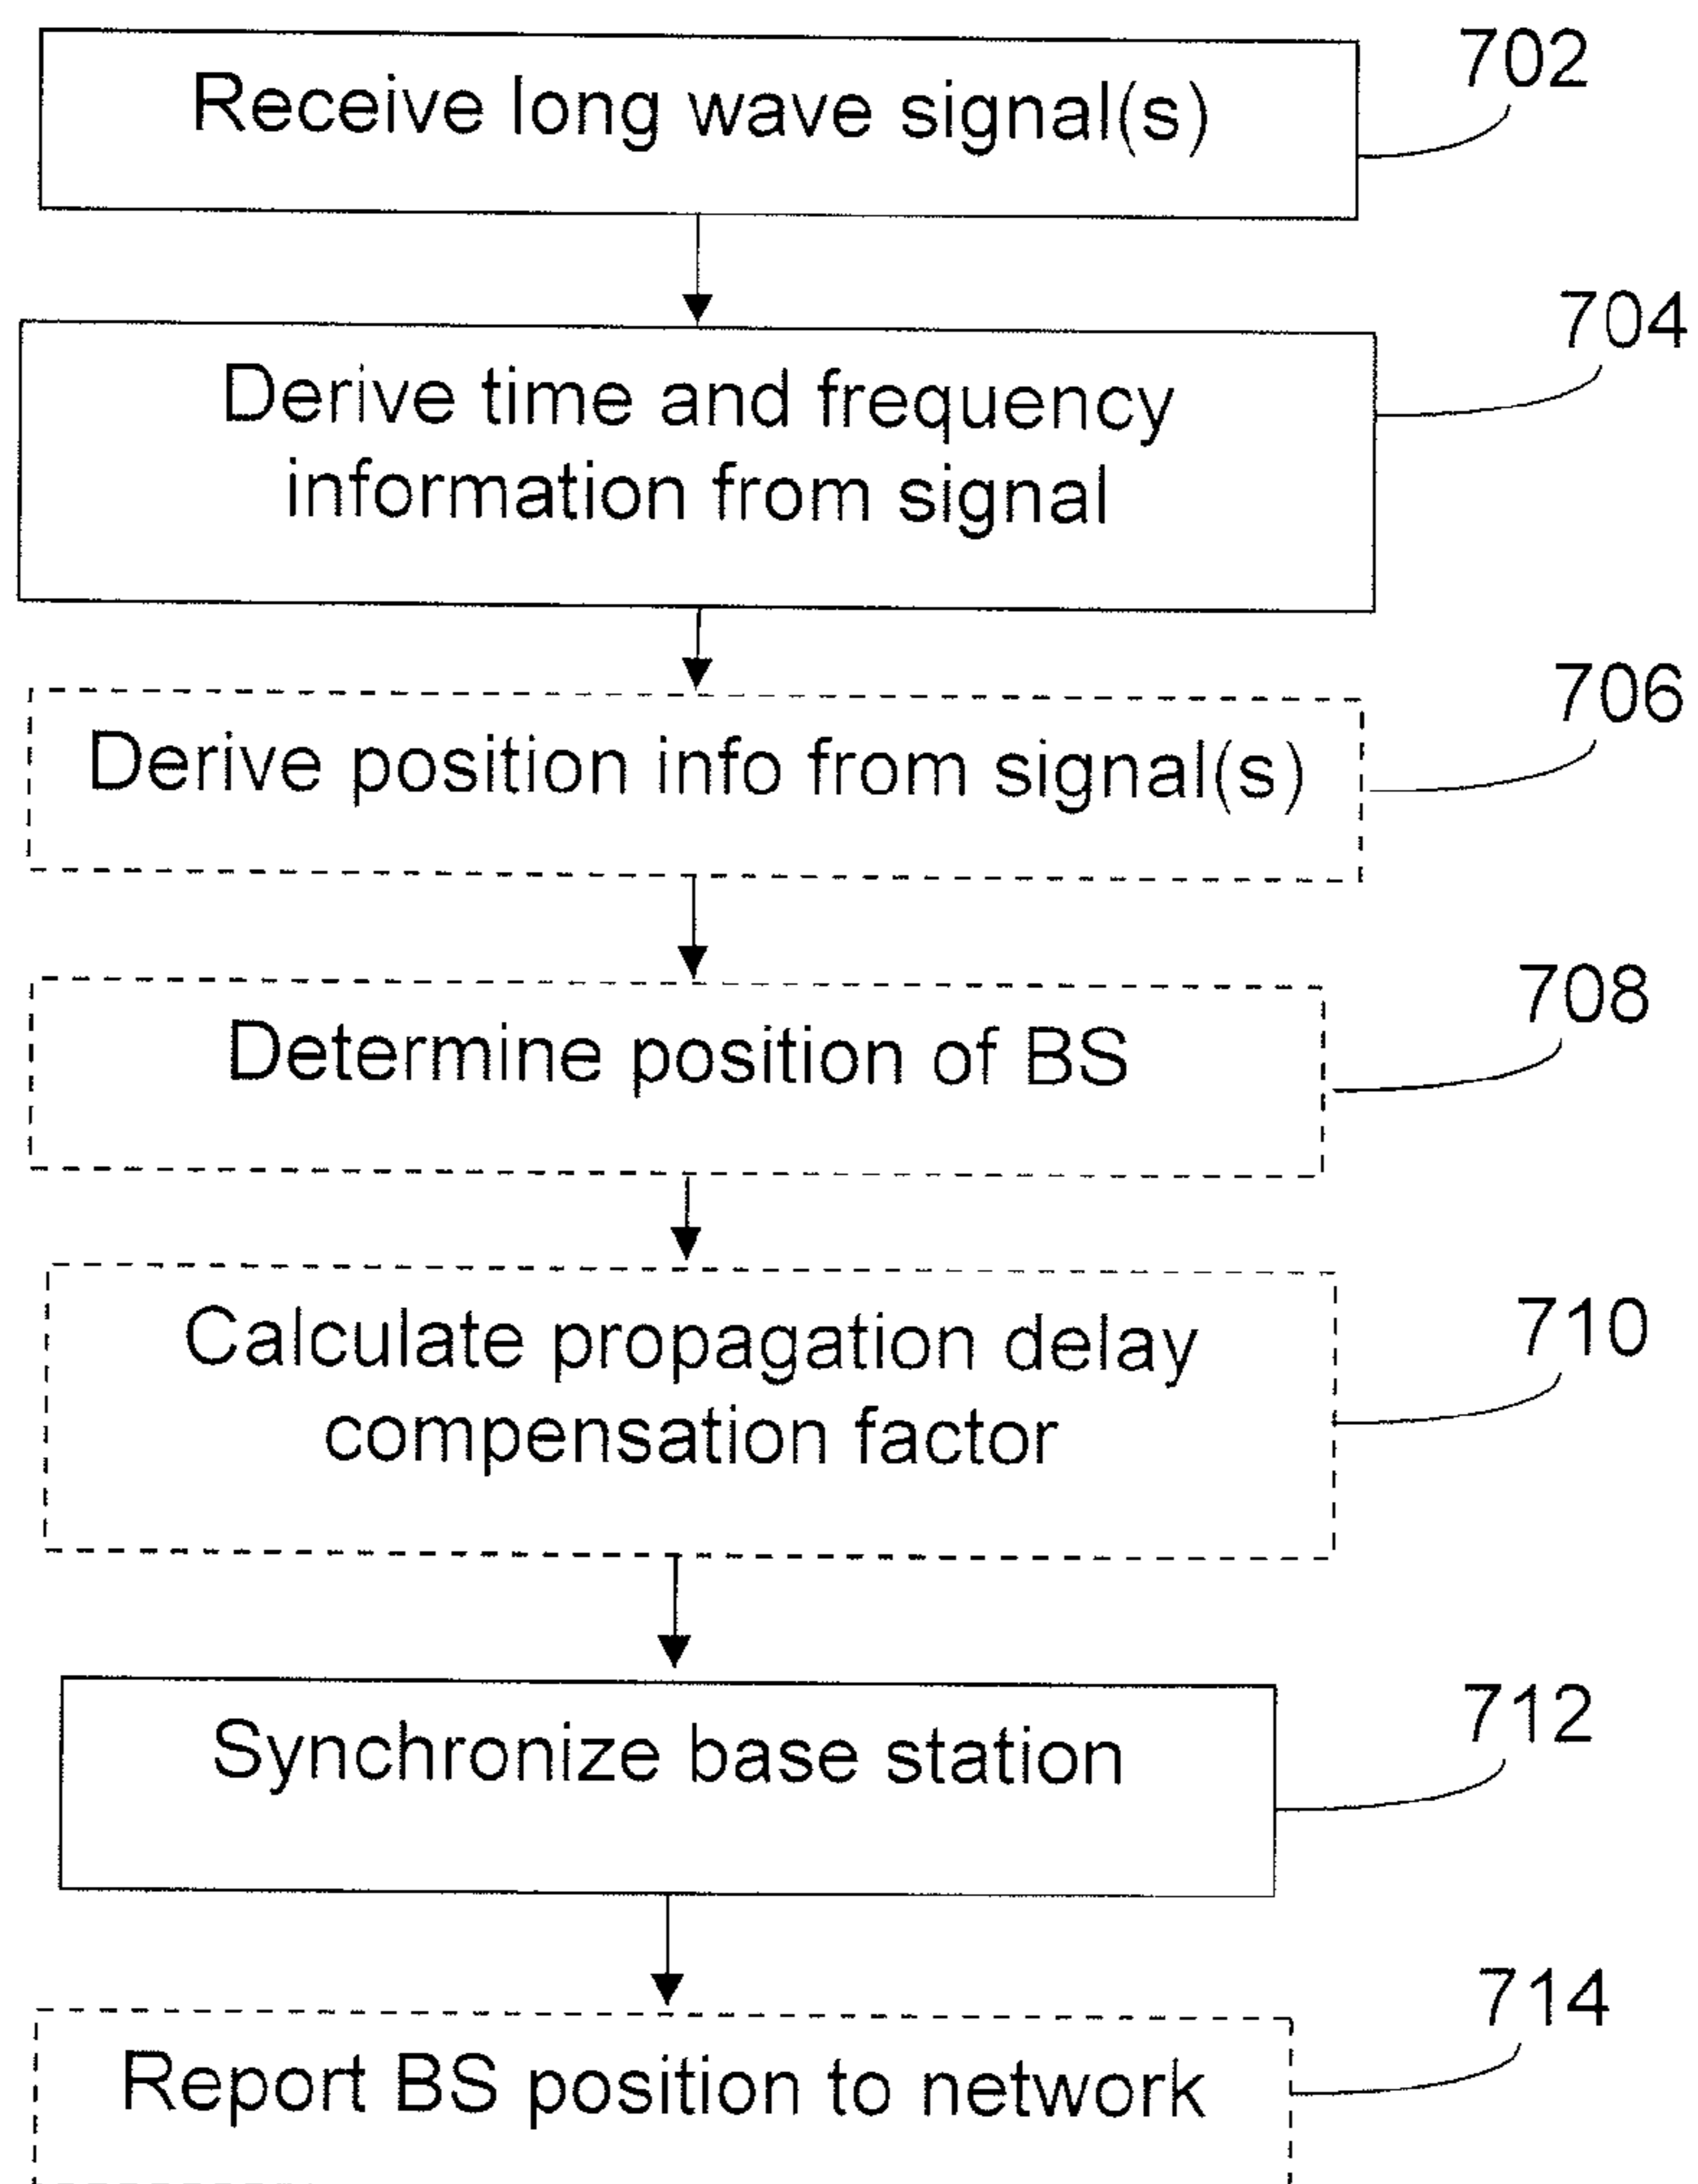 702
Receive long wave signal(s)
704
Derive time and frequency
information from signal
706
Derive position info from signal(s)
708
Determine position of BS
710
Calculate propagation delay
compensation factor
712
Synchronize base station
714
Report BS position to network